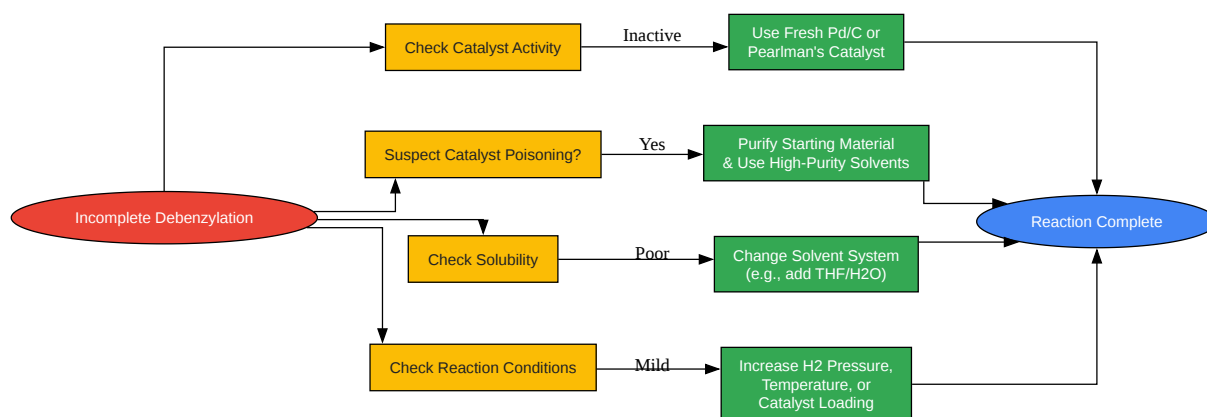 Check Catalyst Activity
Inactive
Use Fresh Pd/C or
Pearlman's Catalyst
Suspect Catalyst Poisoning?
Yes
Purify Starting Material
& Use High-Purity Solvents
Incomplete Debenzylation
Reaction Complete
Check Solubility
Poor
Change Solvent System
(e.g., add THF/H2O)
Check Reaction Conditions
Mild
Increase H2 Pressure,
Temperature, or
Catalyst Loading